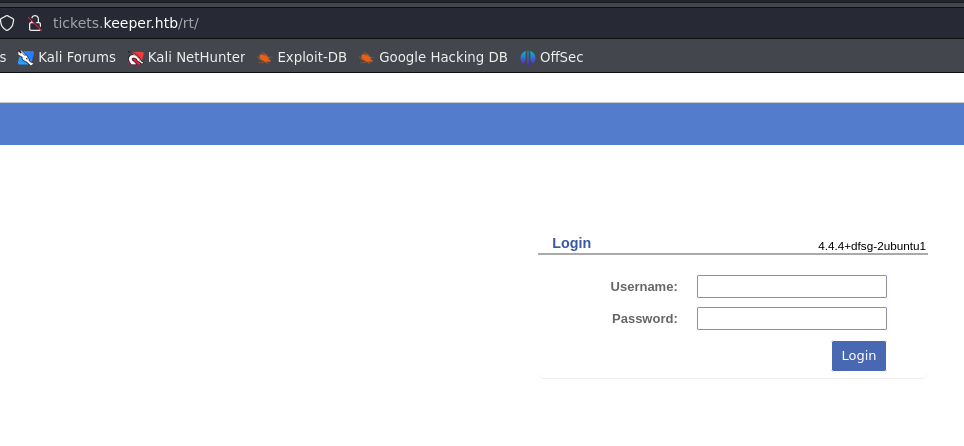 tickets.keeper.htb/rt/
s Kali Forums Kali NetHunter Exploit-DB Google Hacking DB OffSec
Login 4.4.4+dfsg-2ubuntu1
Username:
Password:
Login